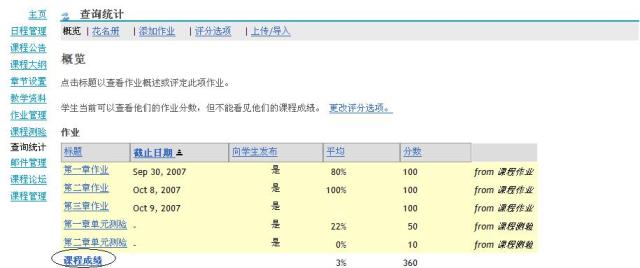 主页
日程管理
课程公告
课程大纲
章节设置
教学资料
作业管理
课程测验
查询统计
邮件管理
课程论坛
课程管理
查询统计
概览 | 花名册 | 添加作业 | 评分选项 | 上传/导入
概览
点击标题以查看作业概述或评定此项作业。
学生当前可以查看他们的作业分数，但不能看见他们的课程成绩。 更改评分选项。
作业
标题 截止日期 向学生发布 平均 分数
第一章作业 Sep 30, 2007 是 80% 100 from 课程作业
第二章作业 Oct 8, 2007 是 100% 100 from 课程作业
第三章作业 Oct 9, 2007 是 100 from 课程作业
第一章单元测验 - 是 22% 50 from 课程测验
第二章单元测验 - 是 0% 10 from 课程测验
课程成绩 3% 360